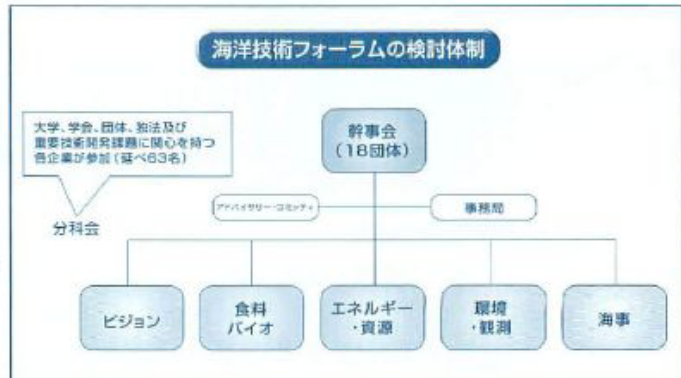 海洋技術フォーラムの検討体制
大学、学会、団体、独法及び
重要技術開発課題に関心を持つ
各企業が参加(延べ63名)
分科会
幹事会
(18団体)
アドバイザリー・コミッティ
事務局
ビジョン
食料
バイオ
エネルギー
・資源
環境
・観測
海事